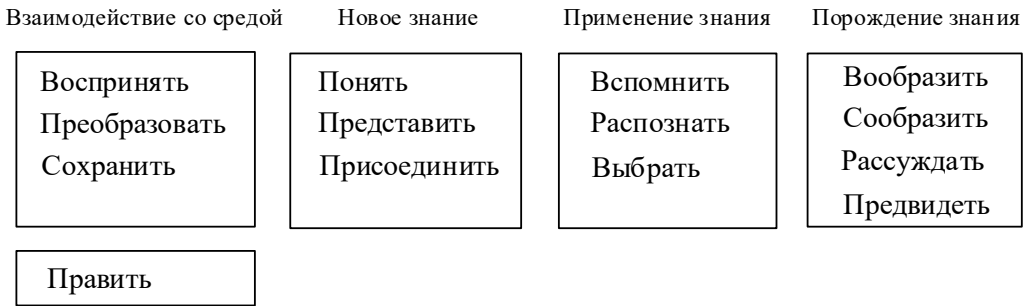 Взаимодействие со средой
Новое знание
Применение знания
Порождение знания
Воспринять
Преобразовать
Сохранить
Понять
Представить
Присоединить
Вспомнить
Распознать
Выбрать
Вообразить
Сообразить
Рассуждать
Предвидеть
Править